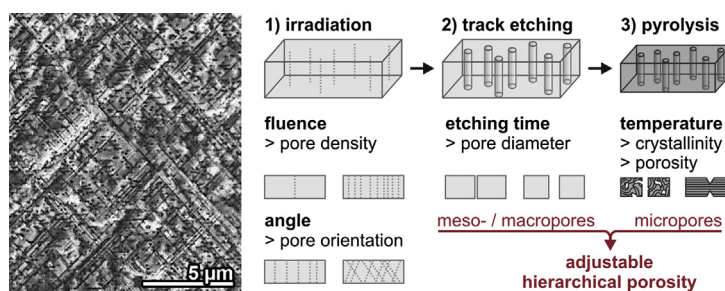 5 µm
1) irradiation
2) track etching
3) pyrolysis
fluence
> pore density
etching time
> pore diameter
temperature
> crystallinity
> porosity
angle
> pore orientation
meso- / macropores
micropores
adjustable
hierarchical porosity